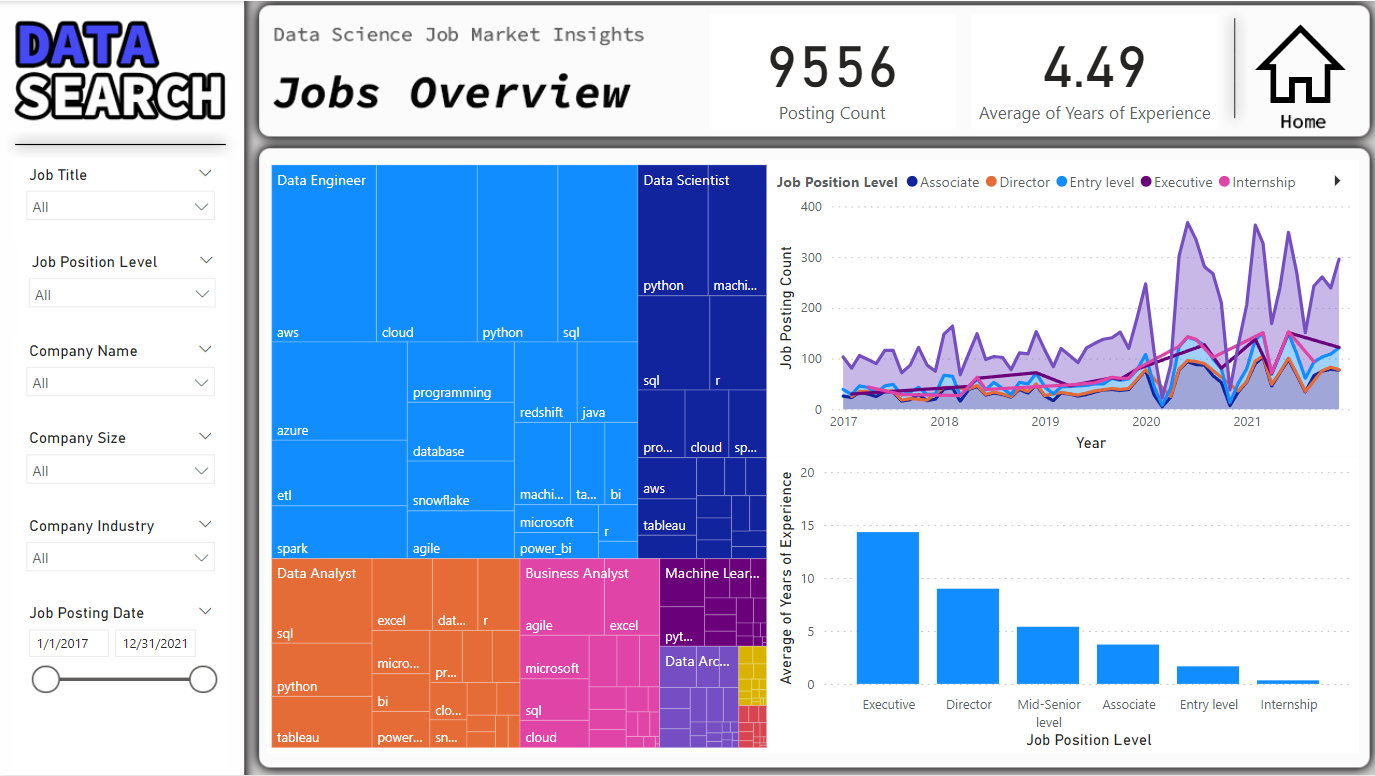 DATA
SEARCH
Job Title
All
Job Position Level
All
Company Name
All
Company Size
All
Company Industry
All
Job Posting Date
1/1/2017 12/31/2021
Data Science Job Market Insights
Jobs Overview
9556
Posting Count
4.49
Average of Years of Experience
Home
Data Engineer
aws
cloud
python
sql
azure
etl
spark
programming
database
snowflake
agile
redshift
java
machi...
ta...
bi
microsoft
power_bi
r
Data Scientist
python
machi...
sql
r
pro...
cloud
sp...
aws
tableau
Data Analyst
sql
python
tableau
excel
dat...
r
micro...
pr...
bi
clo...
power...
sn...
Business Analyst
agile
excel
microsoft
sql
cloud
Machine Lear...
pyt...
Data Arc...
Job Position Level Associate Director Entry level Executive Internship
Job Posting Count
400
300
200
100
0
2017 2018 2019 2020 2021
Year
Average of Years of Experience
20
15
10
5
0
Executive Director Mid-Senior level Associate Entry level Internship
Job Position Level